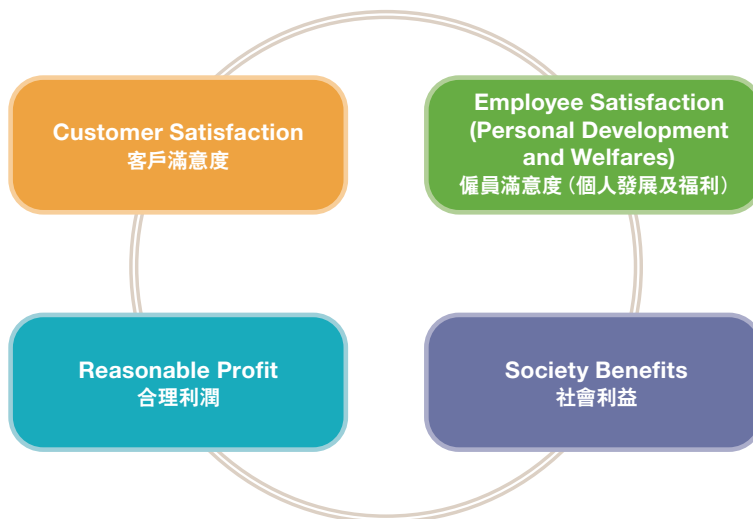 Customer Satisfaction
客戶滿意度
Employee Satisfaction
(Personal Development
and Welfares)
僱員滿意度（個人發展及福利）
Reasonable Profit
合理利潤
Society Benefits
社會利益